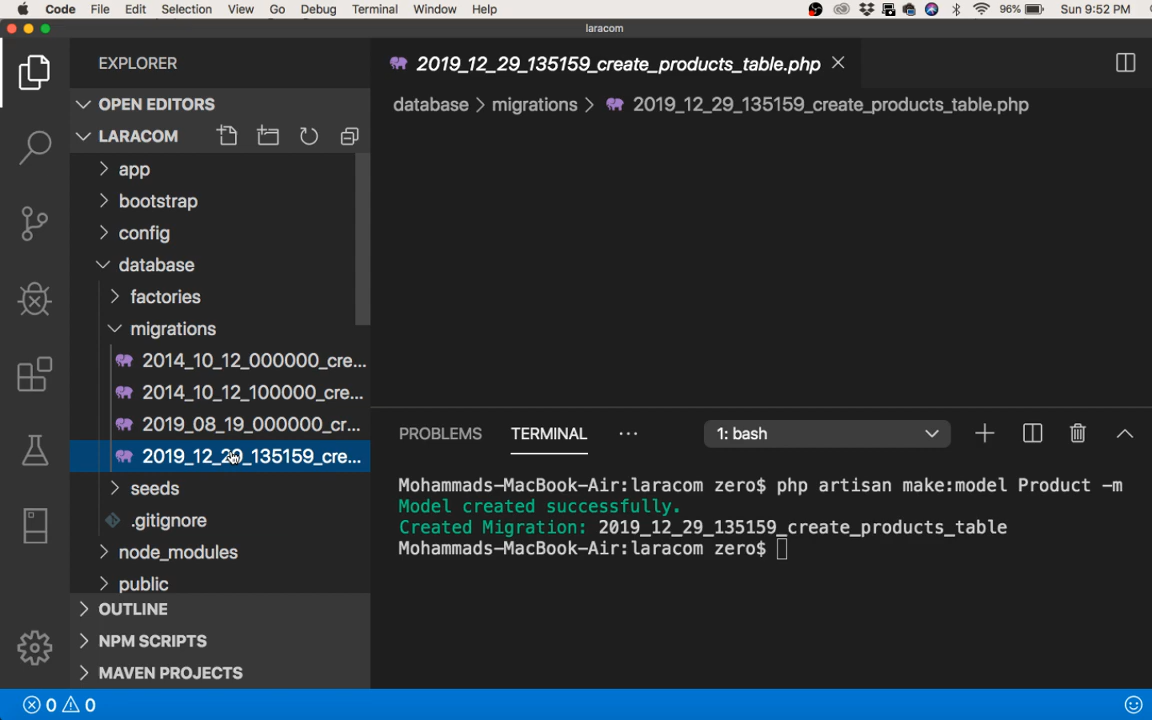 Code File Edit Selection View Go Debug Terminal Window Help 96% Sun 9:52 PM
laracom
EXPLORER
OPEN EDITORS
LARACOM
app
bootstrap
config
database
factories
migrations
2014_10_12_000000_cre...
2014_10_12_100000_cre...
2019_08_19_000000_cr...
2019_12_29_135159_cre...
seeds
.gitignore
node_modules
public
OUTLINE
NPM SCRIPTS
MAVEN PROJECTS
2019_12_29_135159_create_products_table.php
database > migrations > 2019_12_29_135159_create_products_table.php
PROBLEMS TERMINAL ... 1: bash
Mohammads-MacBook-Air:laracom zero$ php artisan make:model Product -m
Model created successfully.
Created Migration: 2019_12_29_135159_create_products_table
Mohammads-MacBook-Air:laracom zero$
0 0